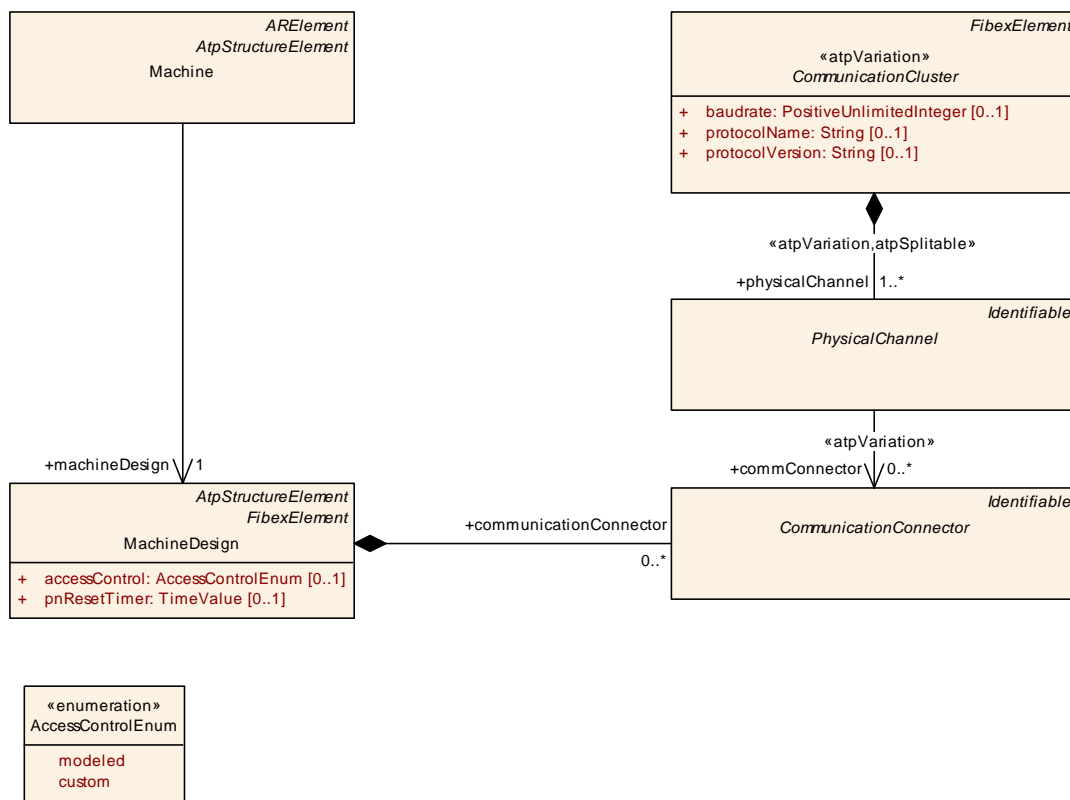 ARElement
AtpStructureElement
Machine
FibexElement
«atpVariation»
CommunicationCluster
+ baudrate: PositiveUnlimitedInteger [0..1]
+ protocolName: String [0..1]
+ protocolVersion: String [0..1]
«atpVariation,atpSplitable»
+physicalChannel 1..*
Identifiable
PhysicalChannel
«atpVariation»
+commConnector 0..*
+machineDesign 1
AtpStructureElement
FibexElement
MachineDesign
+ accessControl: AccessControlEnum [0..1]
+ pnResetTimer: TimeValue [0..1]
+communicationConnector
0..*
Identifiable
CommunicationConnector
«enumeration»
AccessControlEnum
modeled
custom